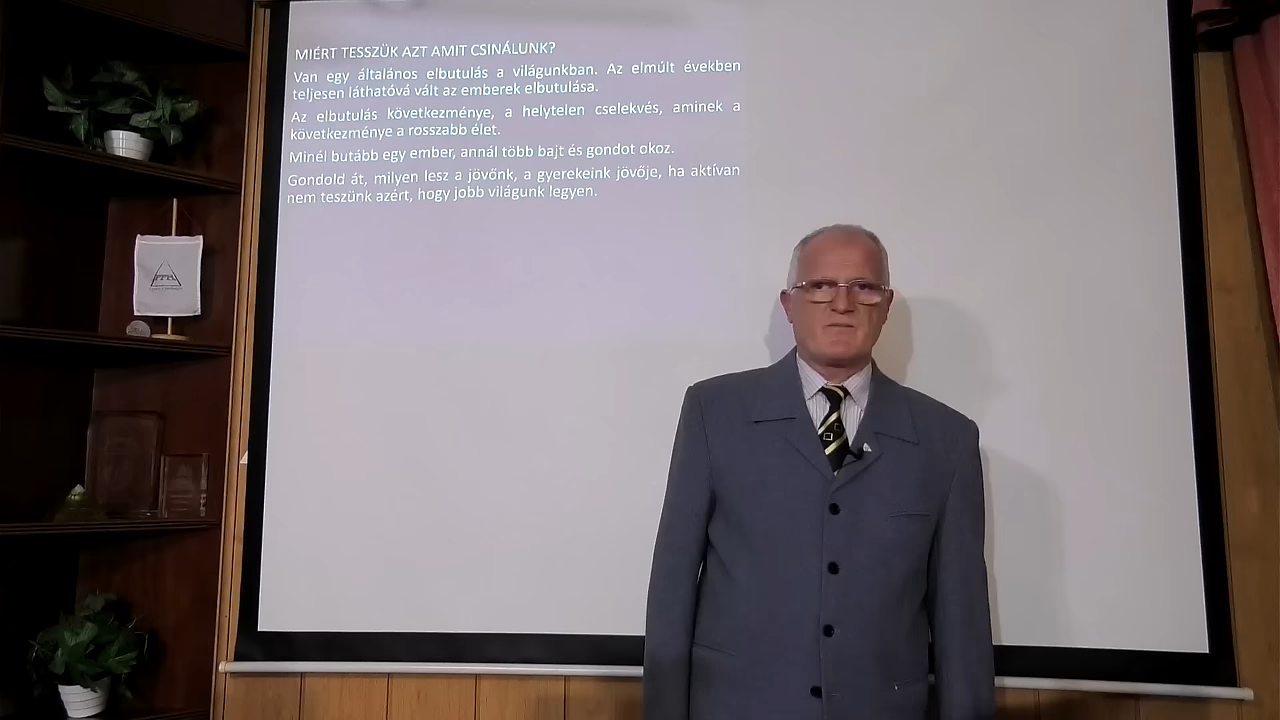 MIÉRT TESSZÜK AZT AMIT CSINÁLUNK?
Van egy általános elbutulás a világunkban. Az elmúlt években
teljesen láthatóvá vált az emberek elbutulása.
Az elbutulás következménye, a helytelen cselekvés, aminek a
következménye a rosszabb élet.
Minél butább egy ember, annál több bajt és gondot okoz.
Gondold át, milyen lesz a jövőnk, a gyerekeink jövője, ha aktívan
nem teszünk azért, hogy jobb világunk legyen.